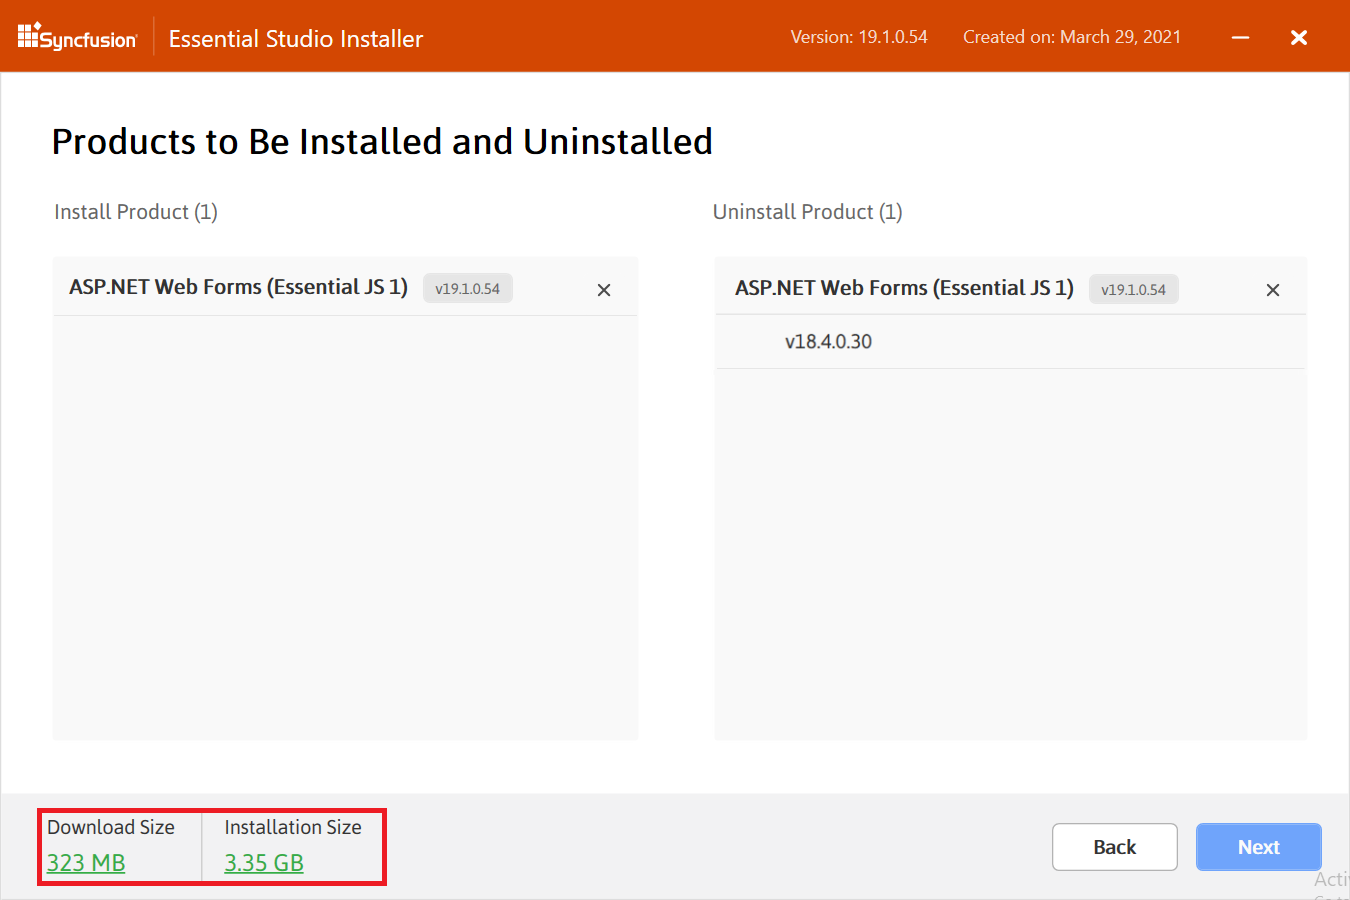 Syncfusion
Essential Studio Installer
Version: 19.1.0.54
Created on: March 29, 2021
Products to Be Installed and Uninstalled
Install Product (1)
Uninstall Product (1)
ASP.NET Web Forms (Essential JS 1)
v19.1.0.54
ASP.NET Web Forms (Essential JS 1)
v19.1.0.54
v18.4.0.30
Download Size
323 MB
Installation Size
3.35 GB
Back
Next